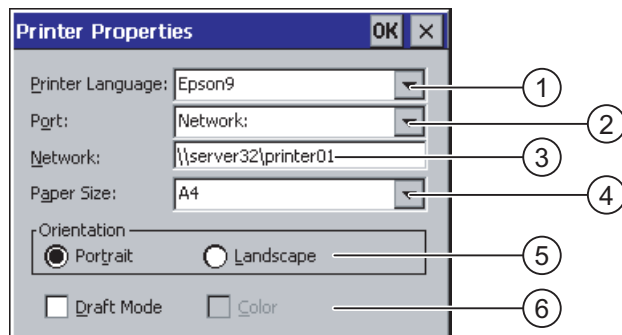 Printer Properties OK ×
Printer Language: Epson9 1
Port: Network: 2
Network: \\server32\printer01 3
Paper Size: A4 4
Orientation
Portrait Landscape 5
Draft Mode Color 6